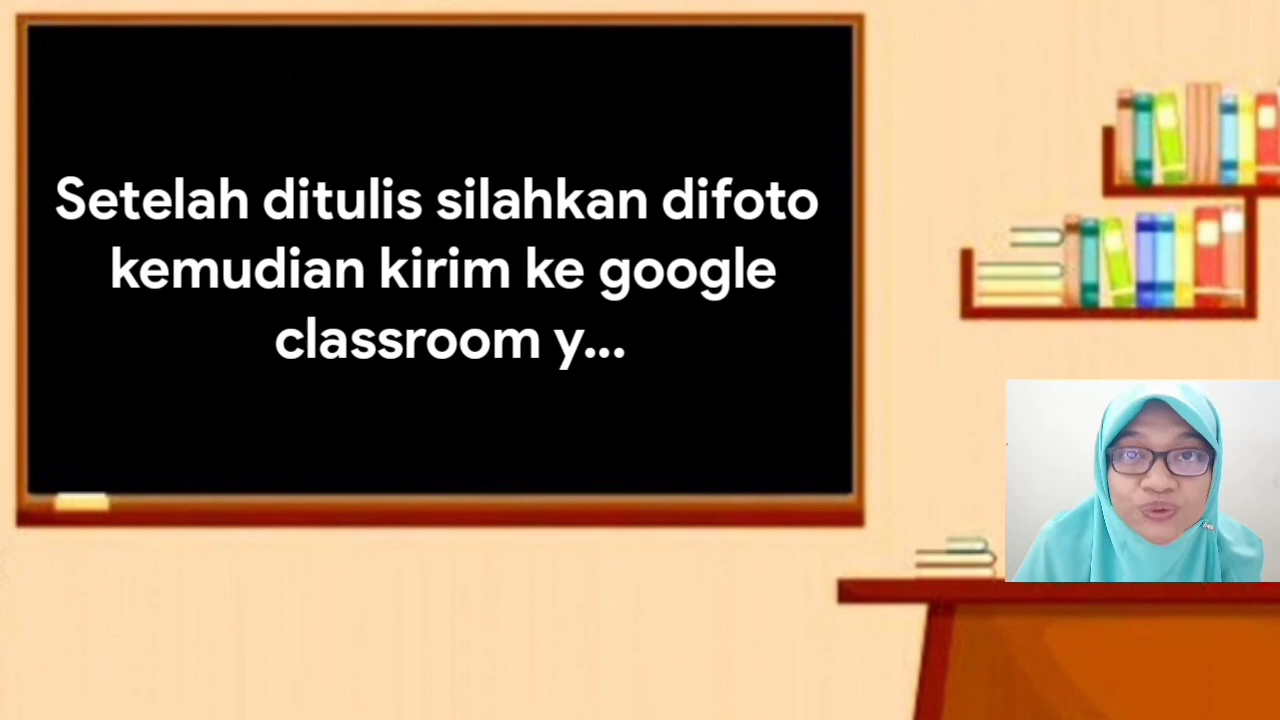 Setelah ditulis silahkan difoto
kemudian kirim ke google
classroom y...